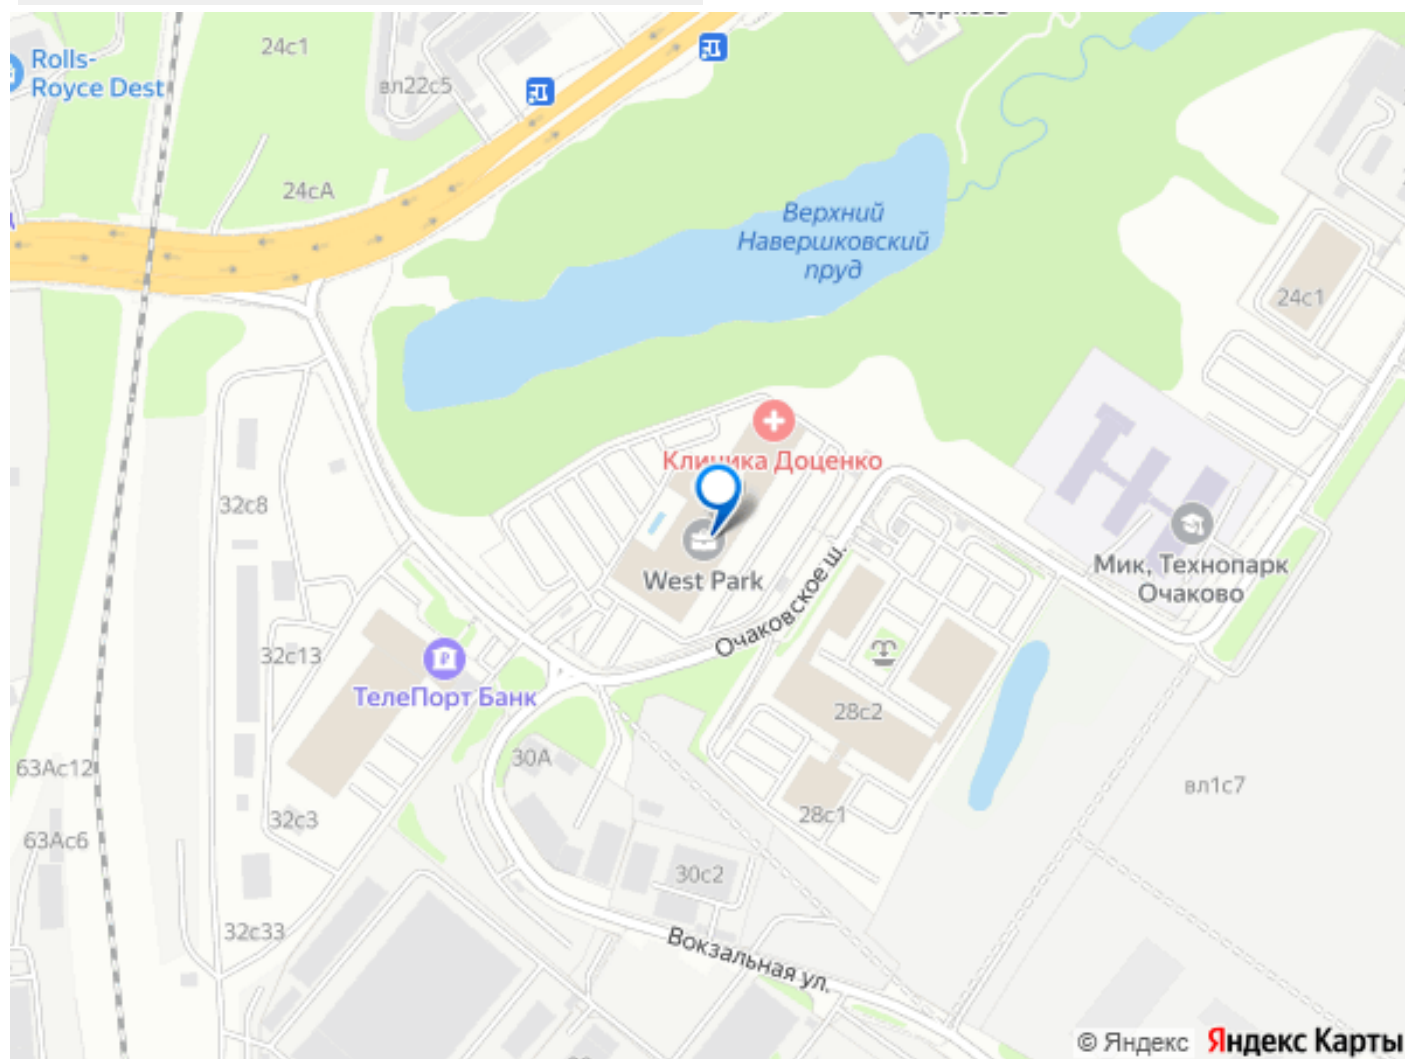 24с1
Rolls-
Royce Dest
вл22с5
24сА
Верхний
Навершковский
пруд
24с1
Клиника Доценко
32с8
West Park
Мик, Технопарк
Очаково
Очаковское ш.
32с13
ТелеПорт Банк
28с2
30А
63Ас12
вл1с7
28с1
32с3
63Ас6
30с2
32с33
Вокзальная ул.
© Яндекс Яндекс Карты